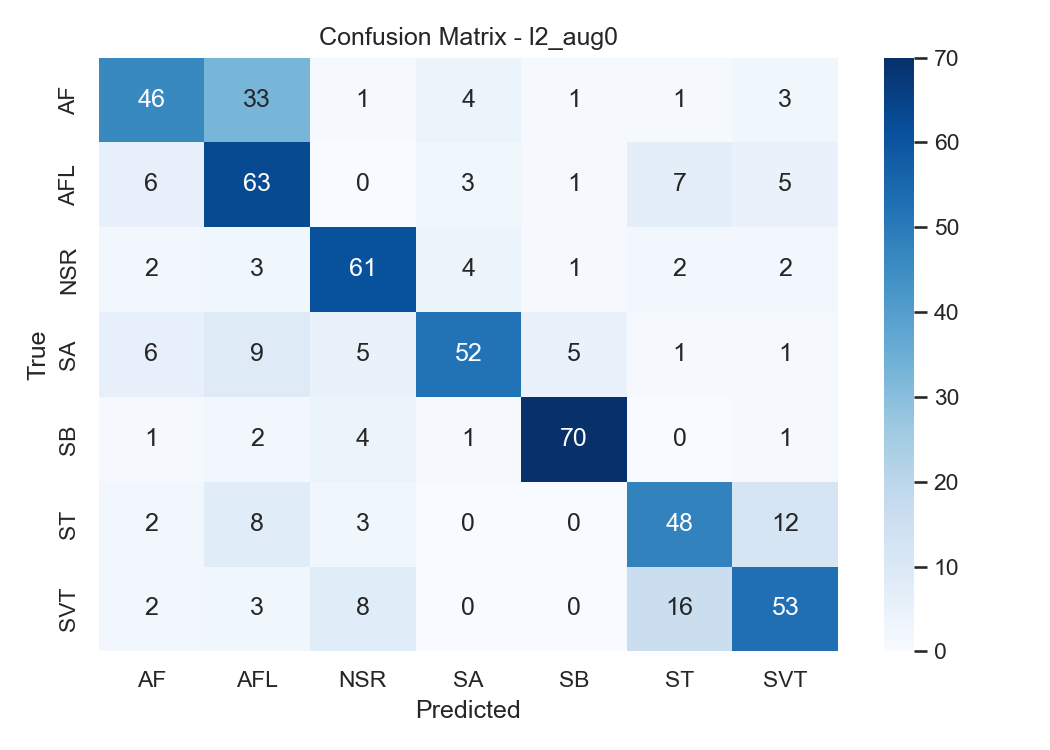 Confusion Matrix - l2_aug0
AF 46 33 1 4 1 1 3
AFL 6 63 0 3 1 7 5
NSR 2 3 61 4 1 2 2
SA 6 9 5 52 5 1 1
SB 1 2 4 1 70 0 1
ST 2 8 3 0 0 48 12
SVT 2 3 8 0 0 16 53
AF AFL NSR SA SB ST SVT
Predicted
True
70
60
50
40
30
20
10
0